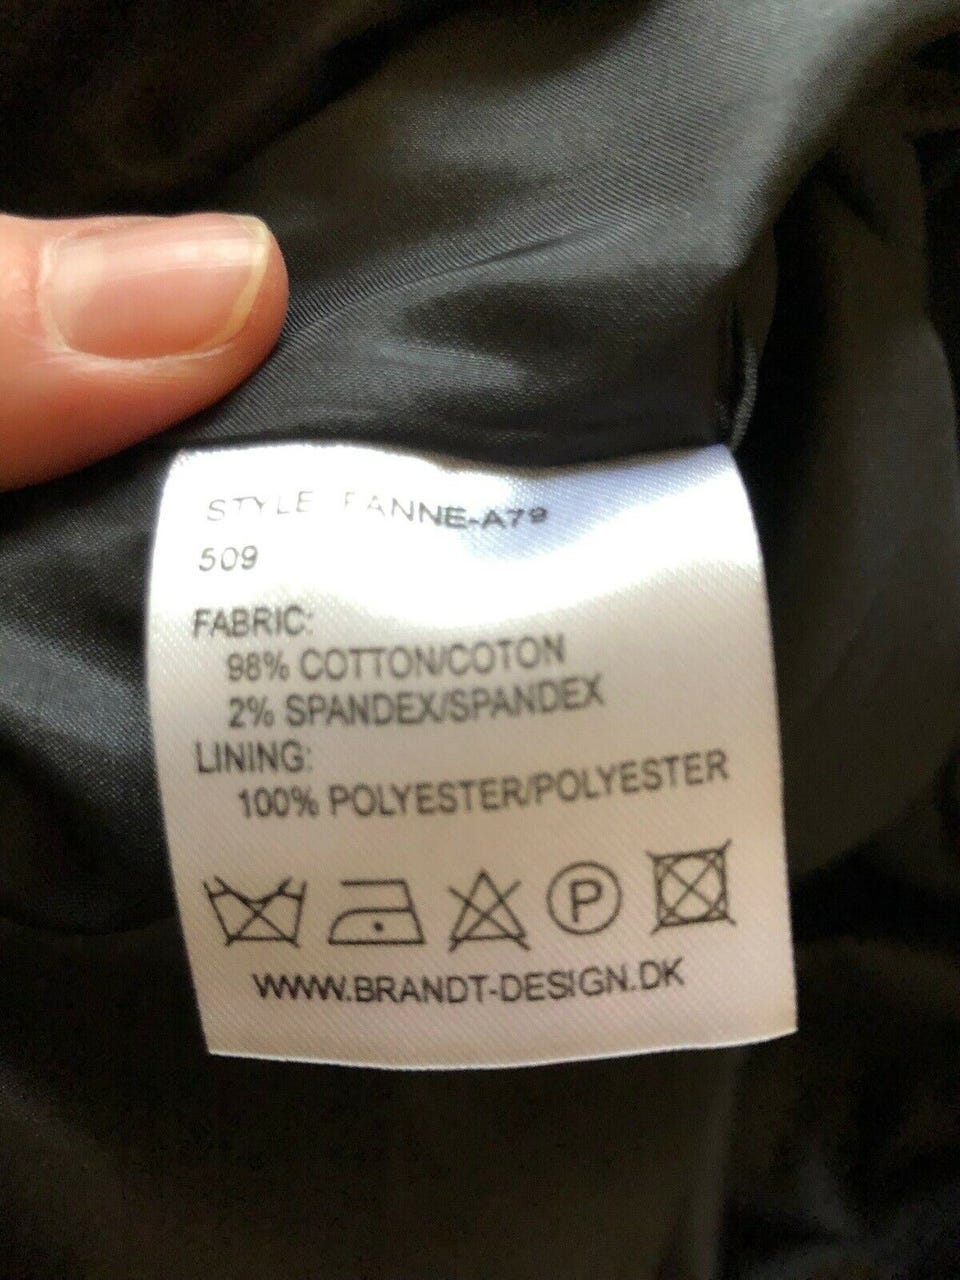 STYLE FANNE-A79
509
FABRIC:
98% COTTON/COTON
2% SPANDEX/SPANDEX
LINING:
100% POLYESTER/POLYESTER
P
WWW.BRANDT-DESIGN.DK